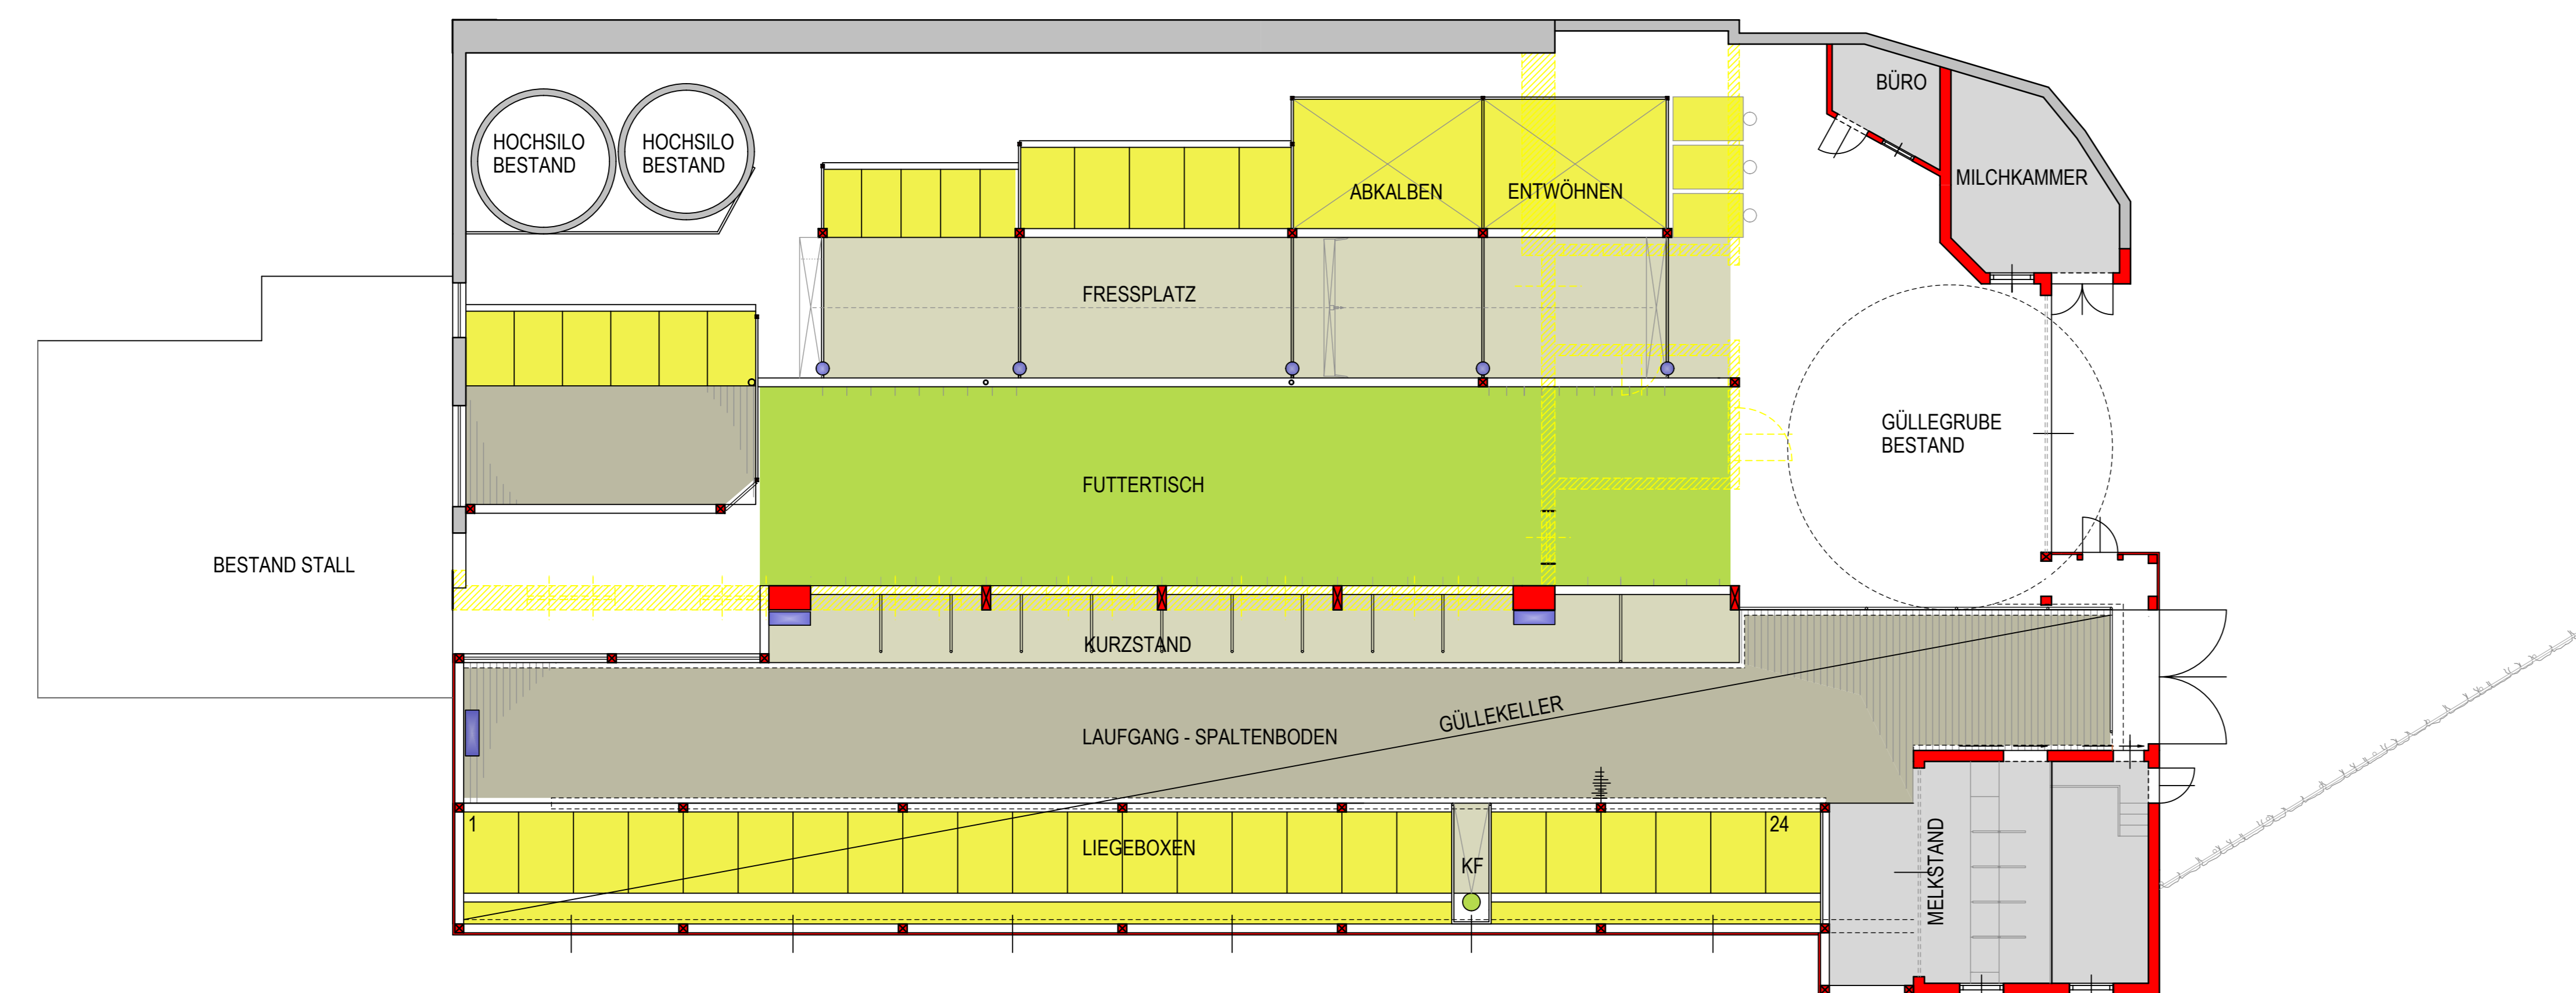 BÜRO
HOCHSILO
BESTAND
HOCHSILO
BESTAND
MILCHKAMMER
ABKALBEN
ENTWÖHNEN
FRESSPLATZ
GÜLLEGRUBE
BESTAND
FUTTERTISCH
BESTAND STALL
KURZSTAND
GÜLLEKELLER
LAUFGANG - SPALTENBODEN
1
24
LIEGEBOXEN
KF
MELKSTAND